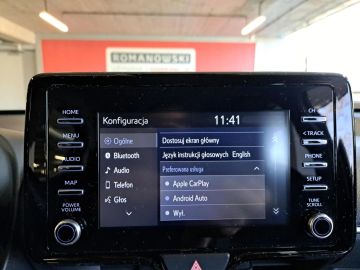 ROMANOWSKI
HOME
MENU
AUDIO
MAP
POWER
VOLUME
Konfiguracja
11:41
Ogólne
Bluetooth
Audio
Telefon
Głos
Dostosuj ekran główny
Język instrukcji głosowych English
Preferowana usługa
Apple CarPlay
Android Auto
Wył.
CH
< TRACK
PHONE
SETUP
TUNE
SCROLL